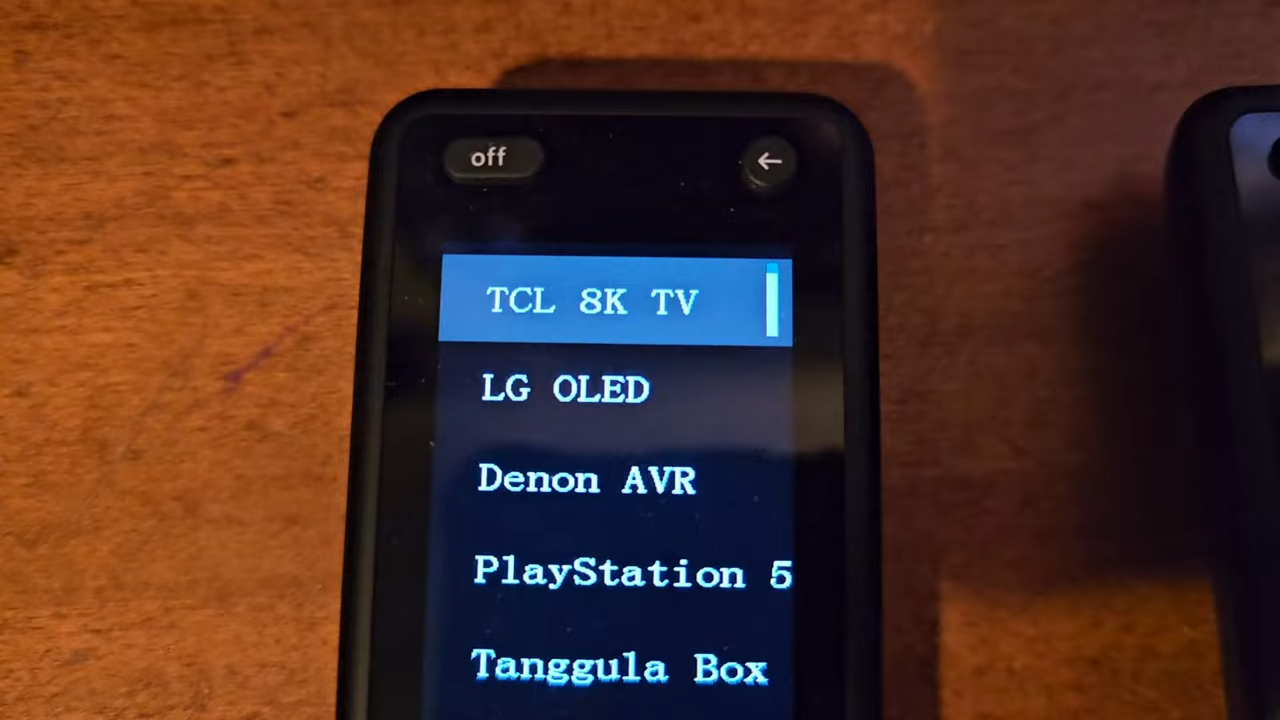 off
←
TCL 8K TV
LG OLED
Denon AVR
PlayStation 5
Tanggula Box